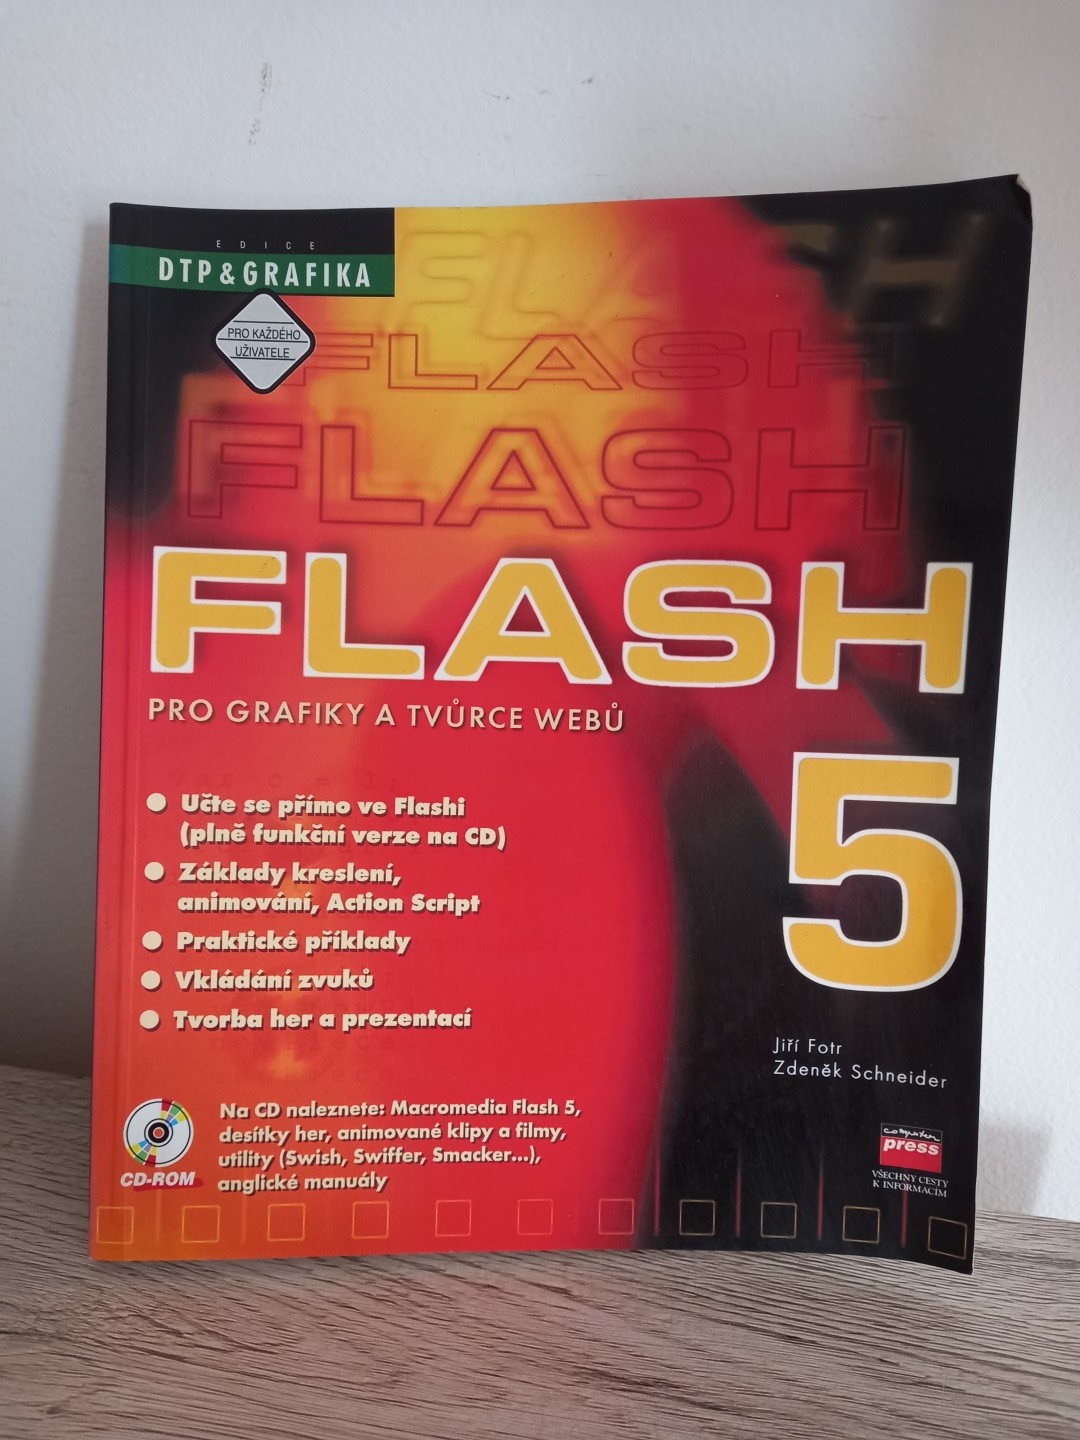 EDICE
DTP & GRAFIKA
PRO KAŽDÉHO
UŽIVATELE
FLASH
FLASH
FLASH
FLASH
PRO GRAFIKY A TVŮRCE WEBŮ
5
● Učte se přímo ve Flashi
(plně funkční verze na CD)
● Základy kreslení,
animování, Action Script
● Praktické příklady
● Vkládání zvuků
● Tvorba her a prezentací
Jiří Fotr
Zdeněk Schneider
CD-ROM
Na CD naleznete: Macromedia Flash 5,
desítky her, animované klipy a filmy,
utility (Swish, Swiffer, Smacker...),
anglické manuály
computer
press
VŠECHNY CESTY
K INFORMACÍM